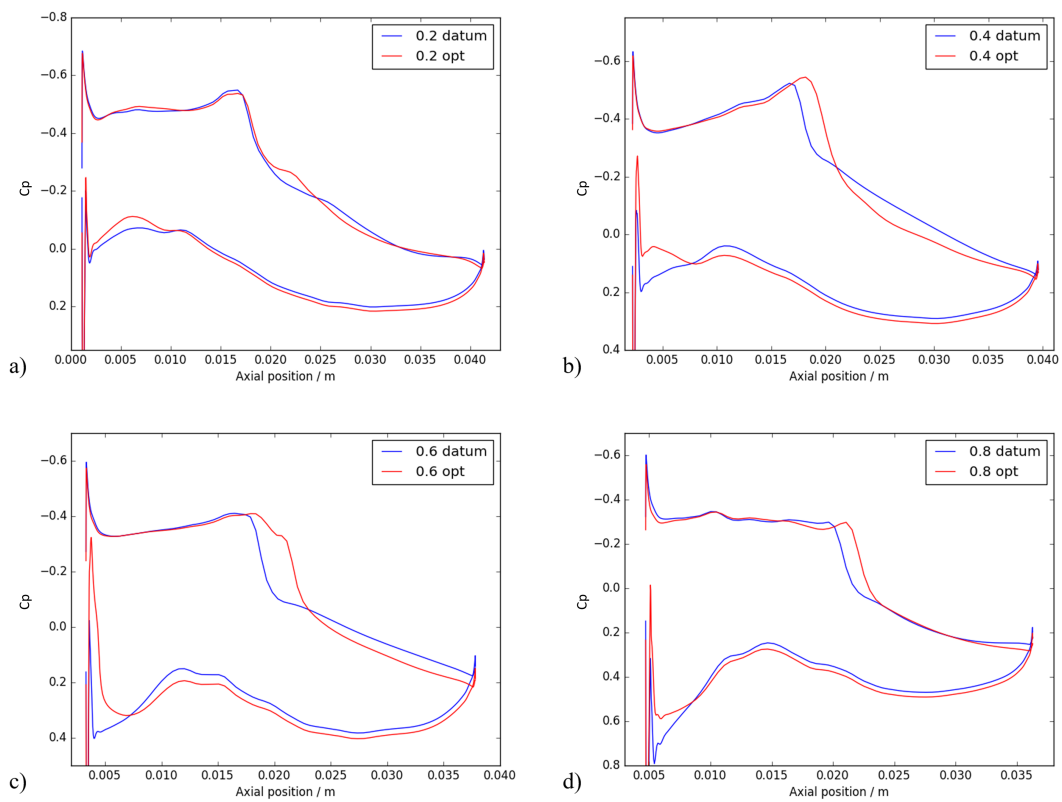 −0.8
−0.6
−0.4
−0.2
0.0
0.2
Cp
0.2 datum
0.2 opt
0.000 0.005 0.010 0.015 0.020 0.025 0.030 0.035 0.040
Axial position / m
a)
−0.6
−0.4
−0.2
0.0
0.2
0.4
Cp
0.4 datum
0.4 opt
0.005 0.010 0.015 0.020 0.025 0.030 0.035 0.040
Axial position / m
b)
−0.6
−0.4
−0.2
0.0
0.2
0.4
Cp
0.6 datum
0.6 opt
0.005 0.010 0.015 0.020 0.025 0.030 0.035 0.040
Axial position / m
c)
−0.6
−0.4
−0.2
0.0
0.2
0.4
0.6
0.8
Cp
0.8 datum
0.8 opt
0.005 0.010 0.015 0.020 0.025 0.030 0.035
Axial position / m
d)